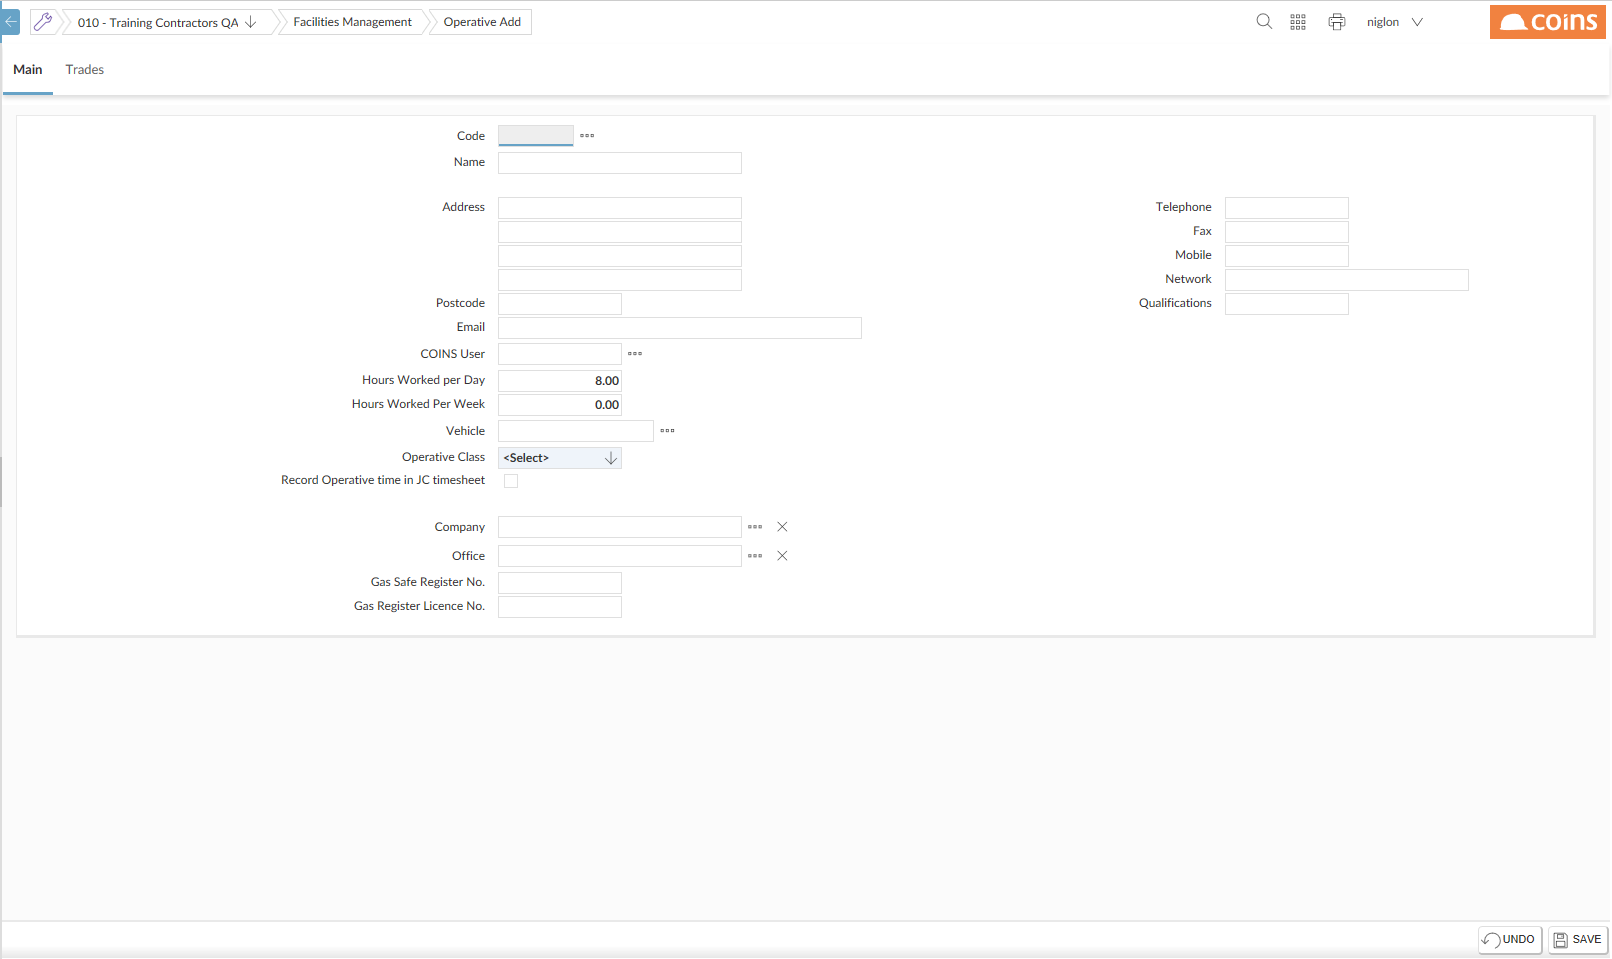 010 - Training Contractors QA
Facilities Management
Operative Add
niglon
coins
Main
Trades
Code
Name
Address
Telephone
Fax
Mobile
Network
Postcode
Qualifications
Email
COINS User
Hours Worked per Day 8.00
Hours Worked Per Week 0.00
Vehicle
Operative Class <Select>
Record Operative time in JC timesheet
Company
Office
Gas Safe Register No.
Gas Register Licence No.
UNDO
SAVE